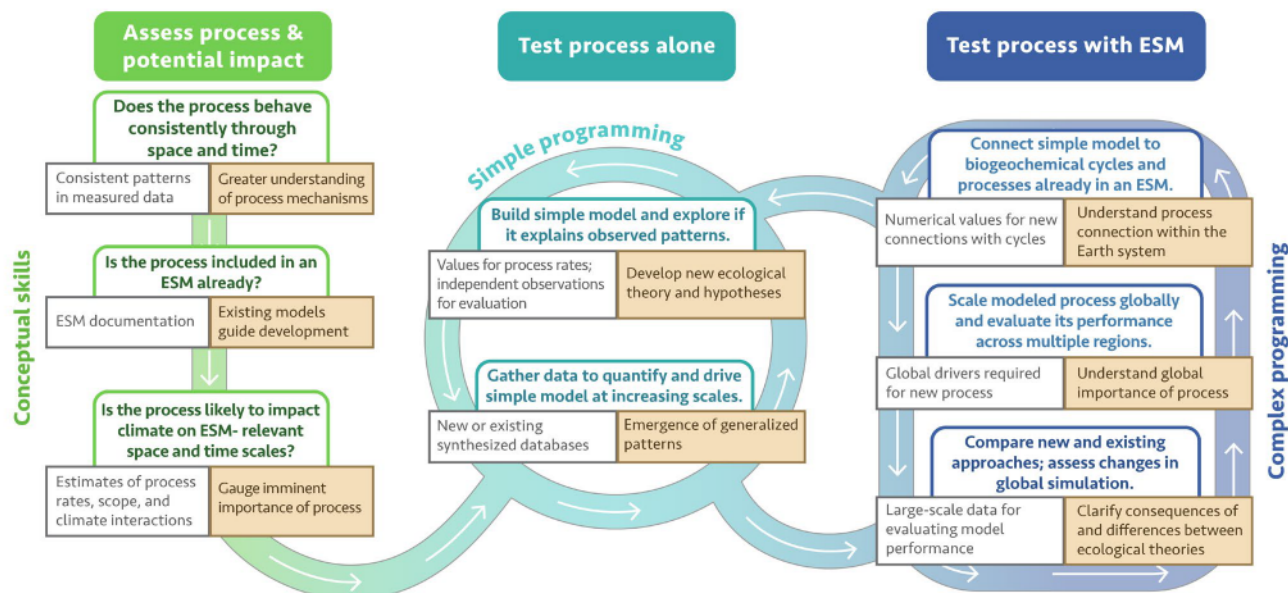 Assess process &
potential impact
Test process alone
Test process with ESM
Conceptual skills
Does the process behave
consistently through
space and time?
Consistent patterns
in measured data
Greater understanding
of process mechanisms
Is the process included in an
ESM already?
ESM documentation
Existing models
guide development
Is the process likely to impact
climate on ESM- relevant
space and time scales?
Estimates of process
rates, scope, and
climate interactions
Gauge imminent
importance of process
Simple programming
Build simple model and explore if
it explains observed patterns.
Values for process rates;
independent observations
for evaluation
Develop new ecological
theory and hypotheses
Gather data to quantify and drive
simple model at increasing scales.
New or existing
synthesized databases
Emergence of generalized
patterns
Connect simple model to
biogeochemical cycles and
processes already in an ESM.
Numerical values for new
connections with cycles
Understand process
connection within the
Earth system
Scale modeled process globally
and evaluate its performance
across multiple regions.
Global drivers required
for new process
Understand global
importance of process
Compare new and existing
approaches; assess changes in
global simulation.
Large-scale data for
evaluating model
performance
Clarify consequences of
and differences between
ecological theories
Complex programming